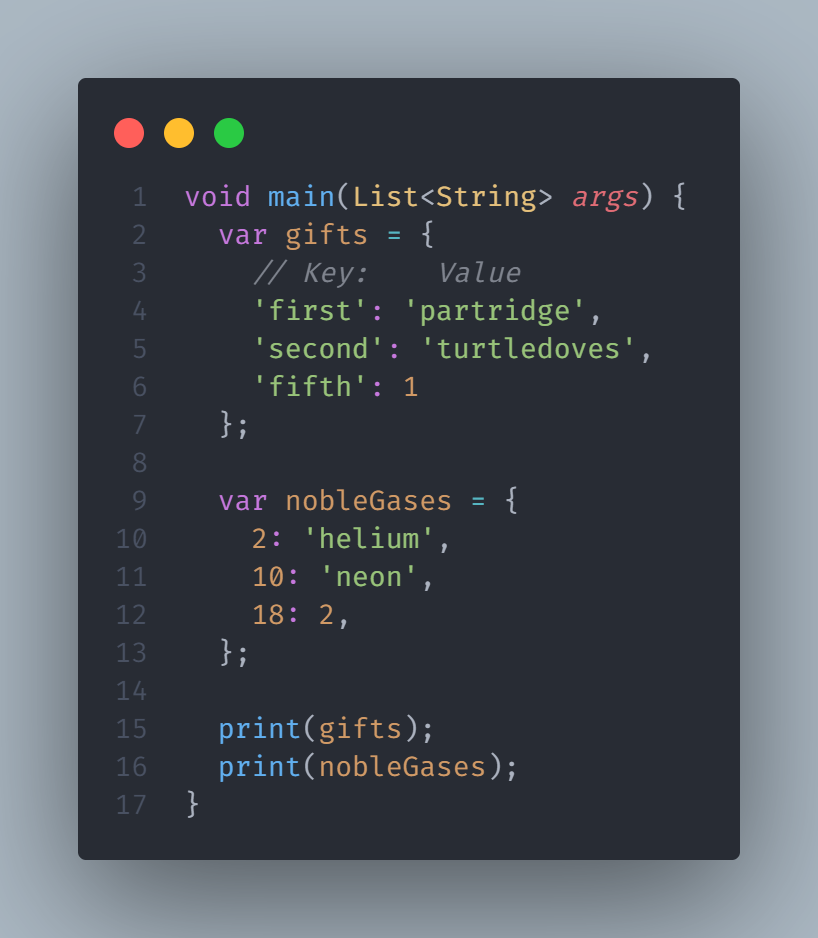 1 void main(List<String> args) {
2   var gifts = {
3     // Key:    Value
4     'first': 'partridge',
5     'second': 'turtledoves',
6     'fifth': 1
7   };
8
9   var nobleGases = {
10     2: 'helium',
11     10: 'neon',
12     18: 2,
13   };
14
15   print(gifts);
16   print(nobleGases);
17 }